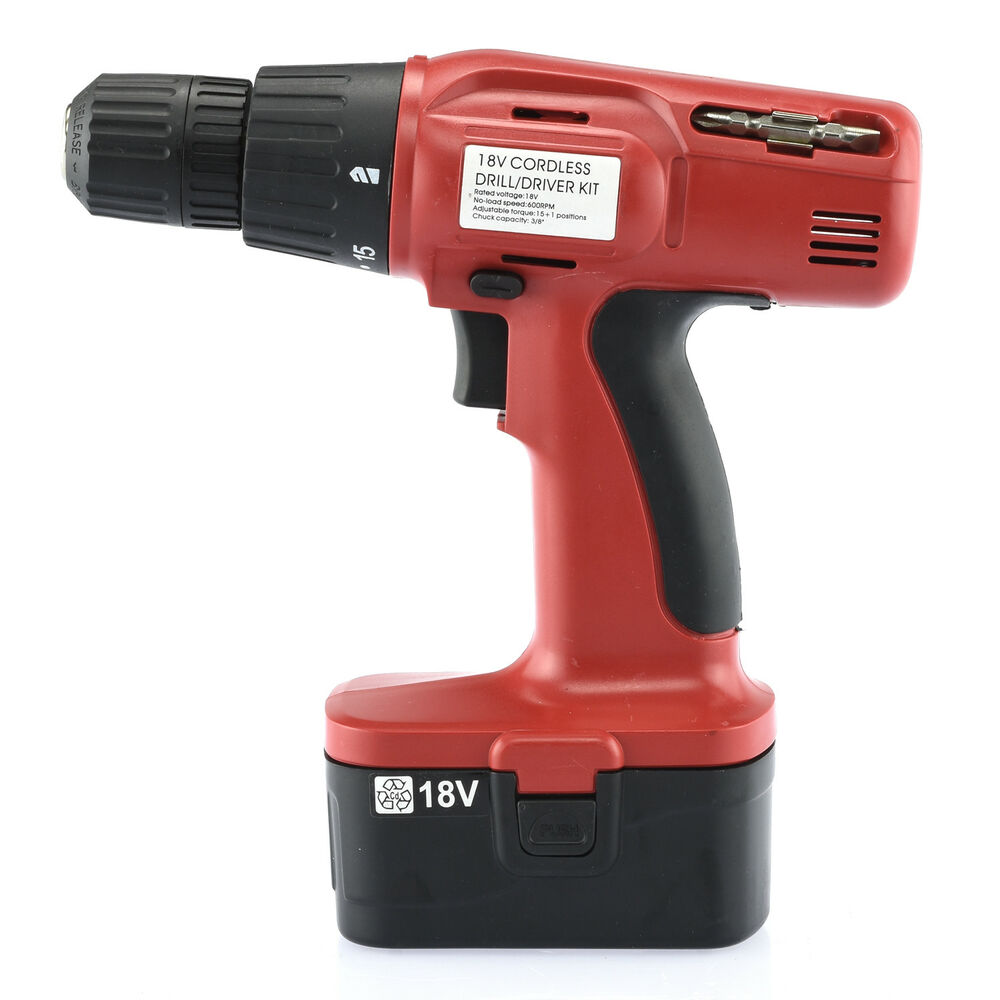 RELEASE
15
18V CORDLESS
DRILL/DRIVER KIT
Rated voltage:18V
No-load speed:600RPM
Adjustable torque:15+1 positions
Chuck capacity: 3/8"
Cd
18V
PUSH